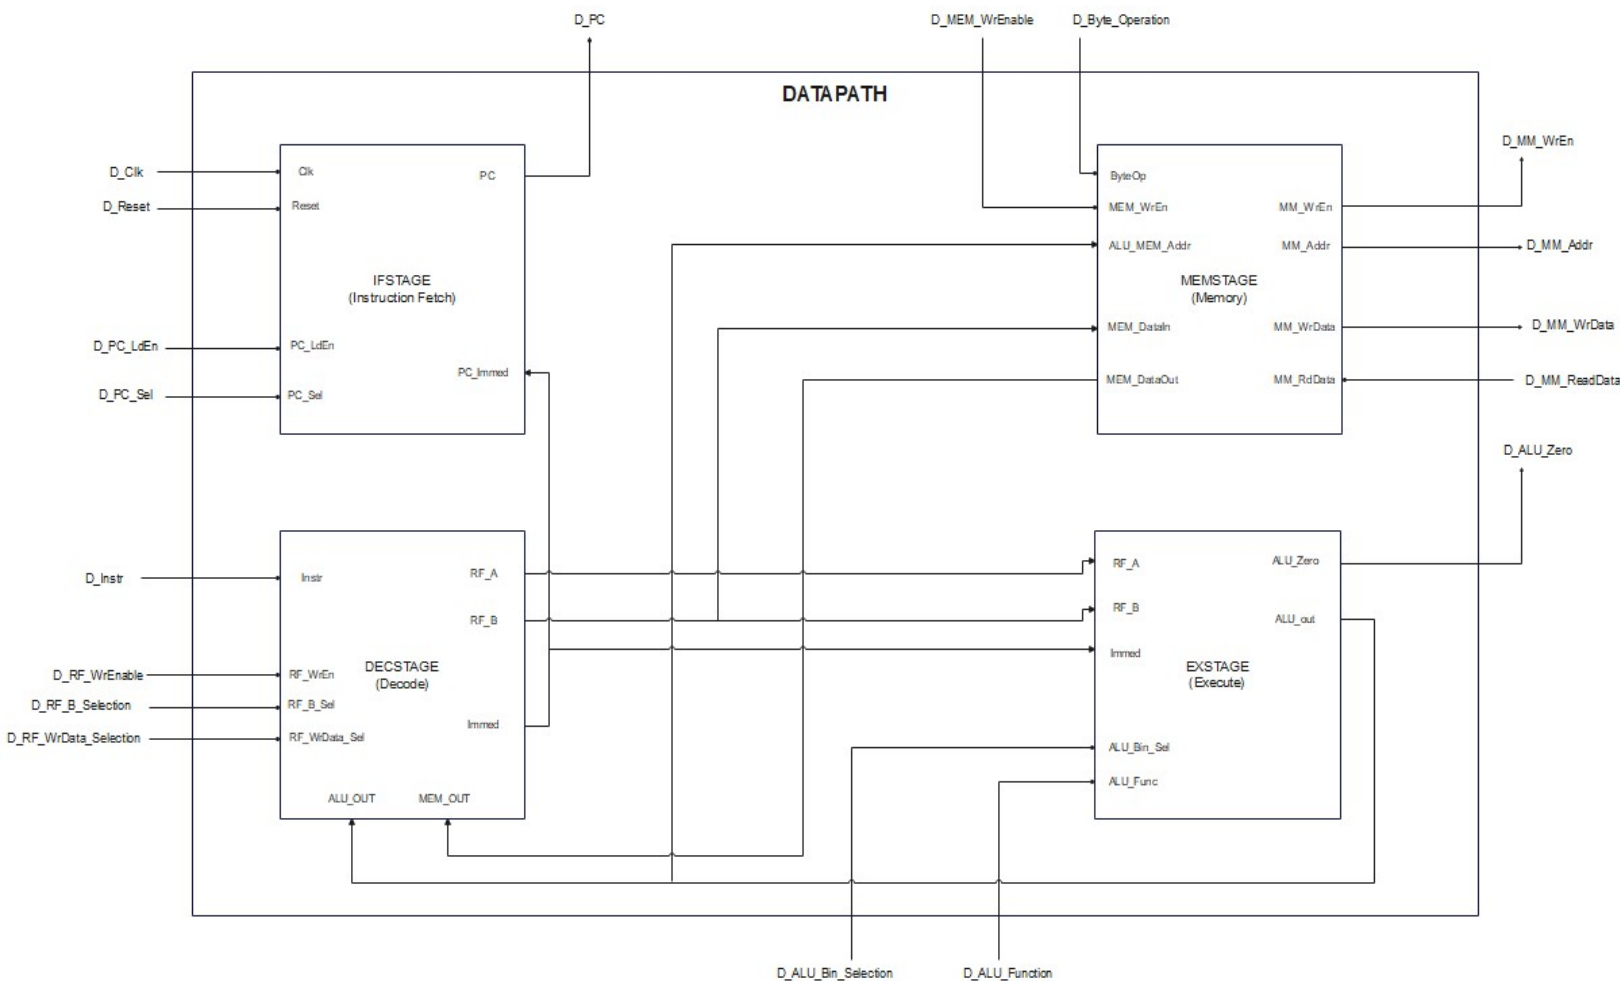 D_PC
D_MEM_WrEnable
D_Byte_Operation
DATAPATH
D_Clk
D_Reset
D_PC_LdEn
D_PC_Sel
Clk
Reset
PC
IFSTAGE
(Instruction Fetch)
PC_LdEn
PC_Immed
PC_Sel
ByteOp
MEM_WrEn
ALU_MEM_Addr
MEM_DataIn
MEM_DataOut
MEMSTAGE
(Memory)
MM_WrEn
MM_Addr
MM_WrData
MM_RdData
D_MM_WrEn
D_MM_Addr
D_MM_WrData
D_MM_ReadData
D_ALU_Zero
D_Instr
D_RF_WrEnable
D_RF_B_Selection
D_RF_WrData_Selection
Instr
RF_A
RF_B
DECSTAGE
(Decode)
RF_WrEn
RF_B_Sel
RF_WrData_Sel
Immed
ALU_OUT
MEM_OUT
RF_A
RF_B
Immed
ALU_Zero
ALU_out
EXSTAGE
(Execute)
ALU_Bin_Sel
ALU_Func
D_ALU_Bin_Selection
D_ALU_Function